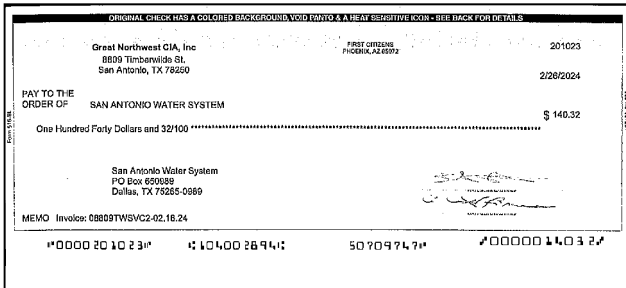 ORIGINAL CHECK HAS A COLORED BACKGROUND, VOID PANTO & A HEAT SENSITIVE ICON - SEE BACK FOR DETAILS
Great Northwest CIA, Inc
8809 Timberwilde St.
San Antonio, TX 78250
FIRST CITIZENS
PHOENIX, AZ 85072
201023
2/26/2024
PAY TO THE
ORDER OF SAN ANTONIO WATER SYSTEM
$ 140.32
One Hundred Forty Dollars and 32/100
San Antonio Water System
PO Box 650989
Dallas, TX 75265-0989
MEMO Invoice: 08809TWSVC2-02.16.24
⑈0000201023⑈ ⑆104002894⑆ 50709747⑈ ⑇0000014032⑇